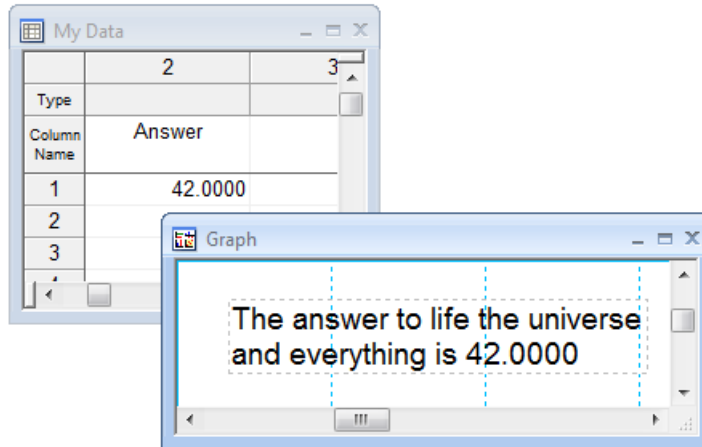 My Data
2 3
Type
Column
Name
Answer
1 42.0000
2
3
Graph
The answer to life the universe
and everything is 42.0000